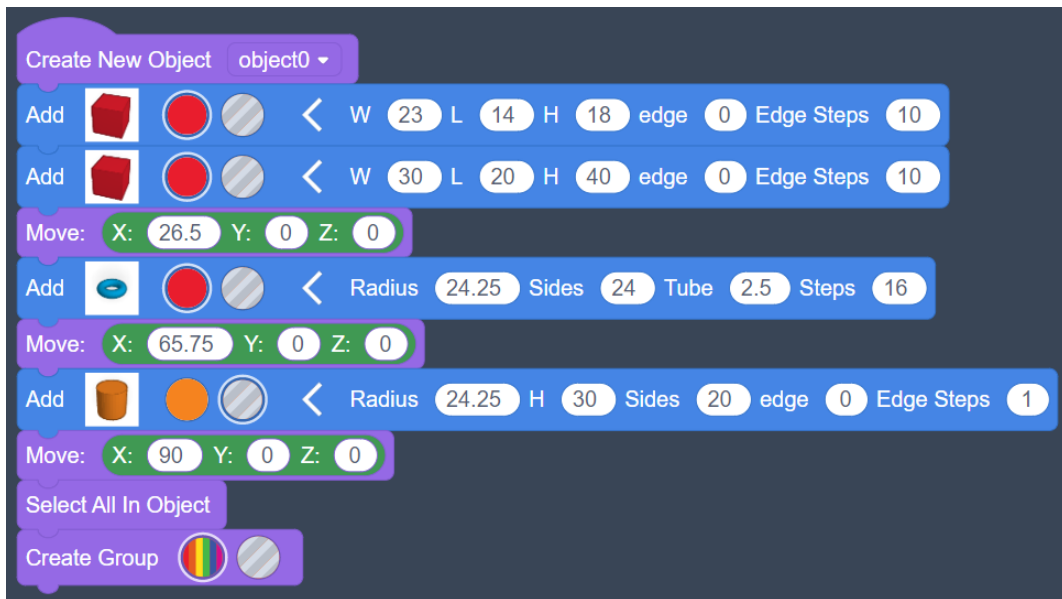 Create New Object object0
Add W 23 L 14 H 18 edge 0 Edge Steps 10
Add W 30 L 20 H 40 edge 0 Edge Steps 10
Move: X: 26.5 Y: 0 Z: 0
Add Radius 24.25 Sides 24 Tube 2.5 Steps 16
Move: X: 65.75 Y: 0 Z: 0
Add Radius 24.25 H 30 Sides 20 edge 0 Edge Steps 1
Move: X: 90 Y: 0 Z: 0
Select All In Object
Create Group